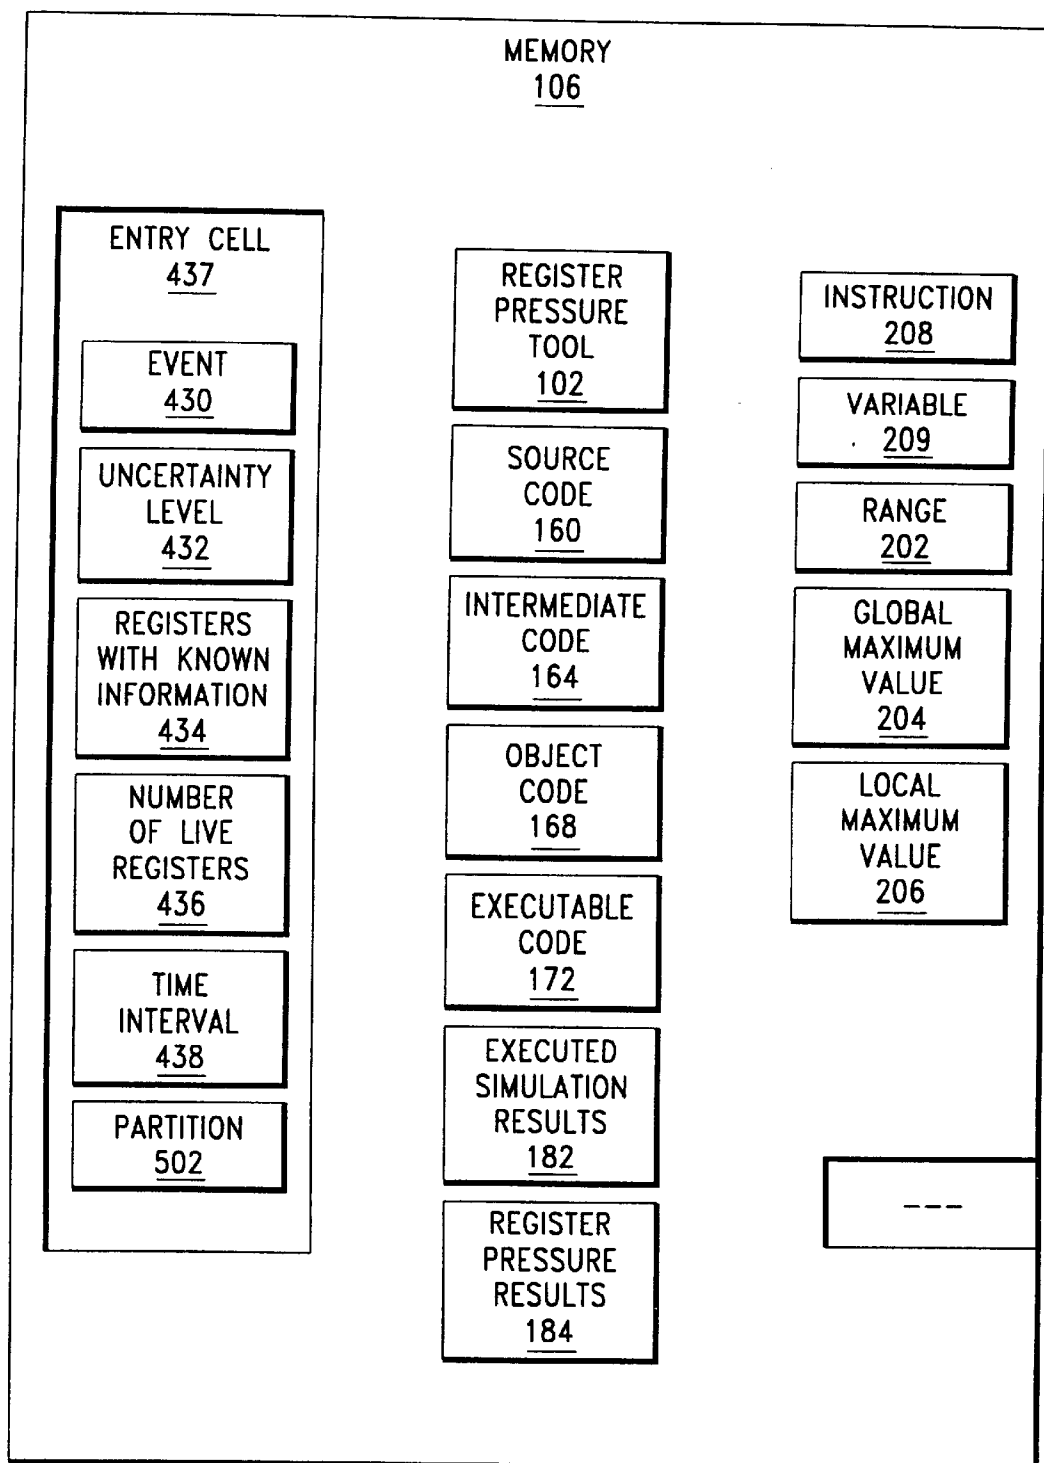 MEMORY
106
ENTRY CELL
437
EVENT
430
UNCERTAINTY
LEVEL
432
REGISTERS
WITH KNOWN
INFORMATION
434
NUMBER
OF LIVE
REGISTERS
436
TIME
INTERVAL
438
PARTITION
502
REGISTER
PRESSURE
TOOL
102
SOURCE
CODE
160
INTERMEDIATE
CODE
164
OBJECT
CODE
168
EXECUTABLE
CODE
172
EXECUTED
SIMULATION
RESULTS
182
REGISTER
PRESSURE
RESULTS
184
INSTRUCTION
208
VARIABLE
209
RANGE
202
GLOBAL
MAXIMUM
VALUE
204
LOCAL
MAXIMUM
VALUE
206
---